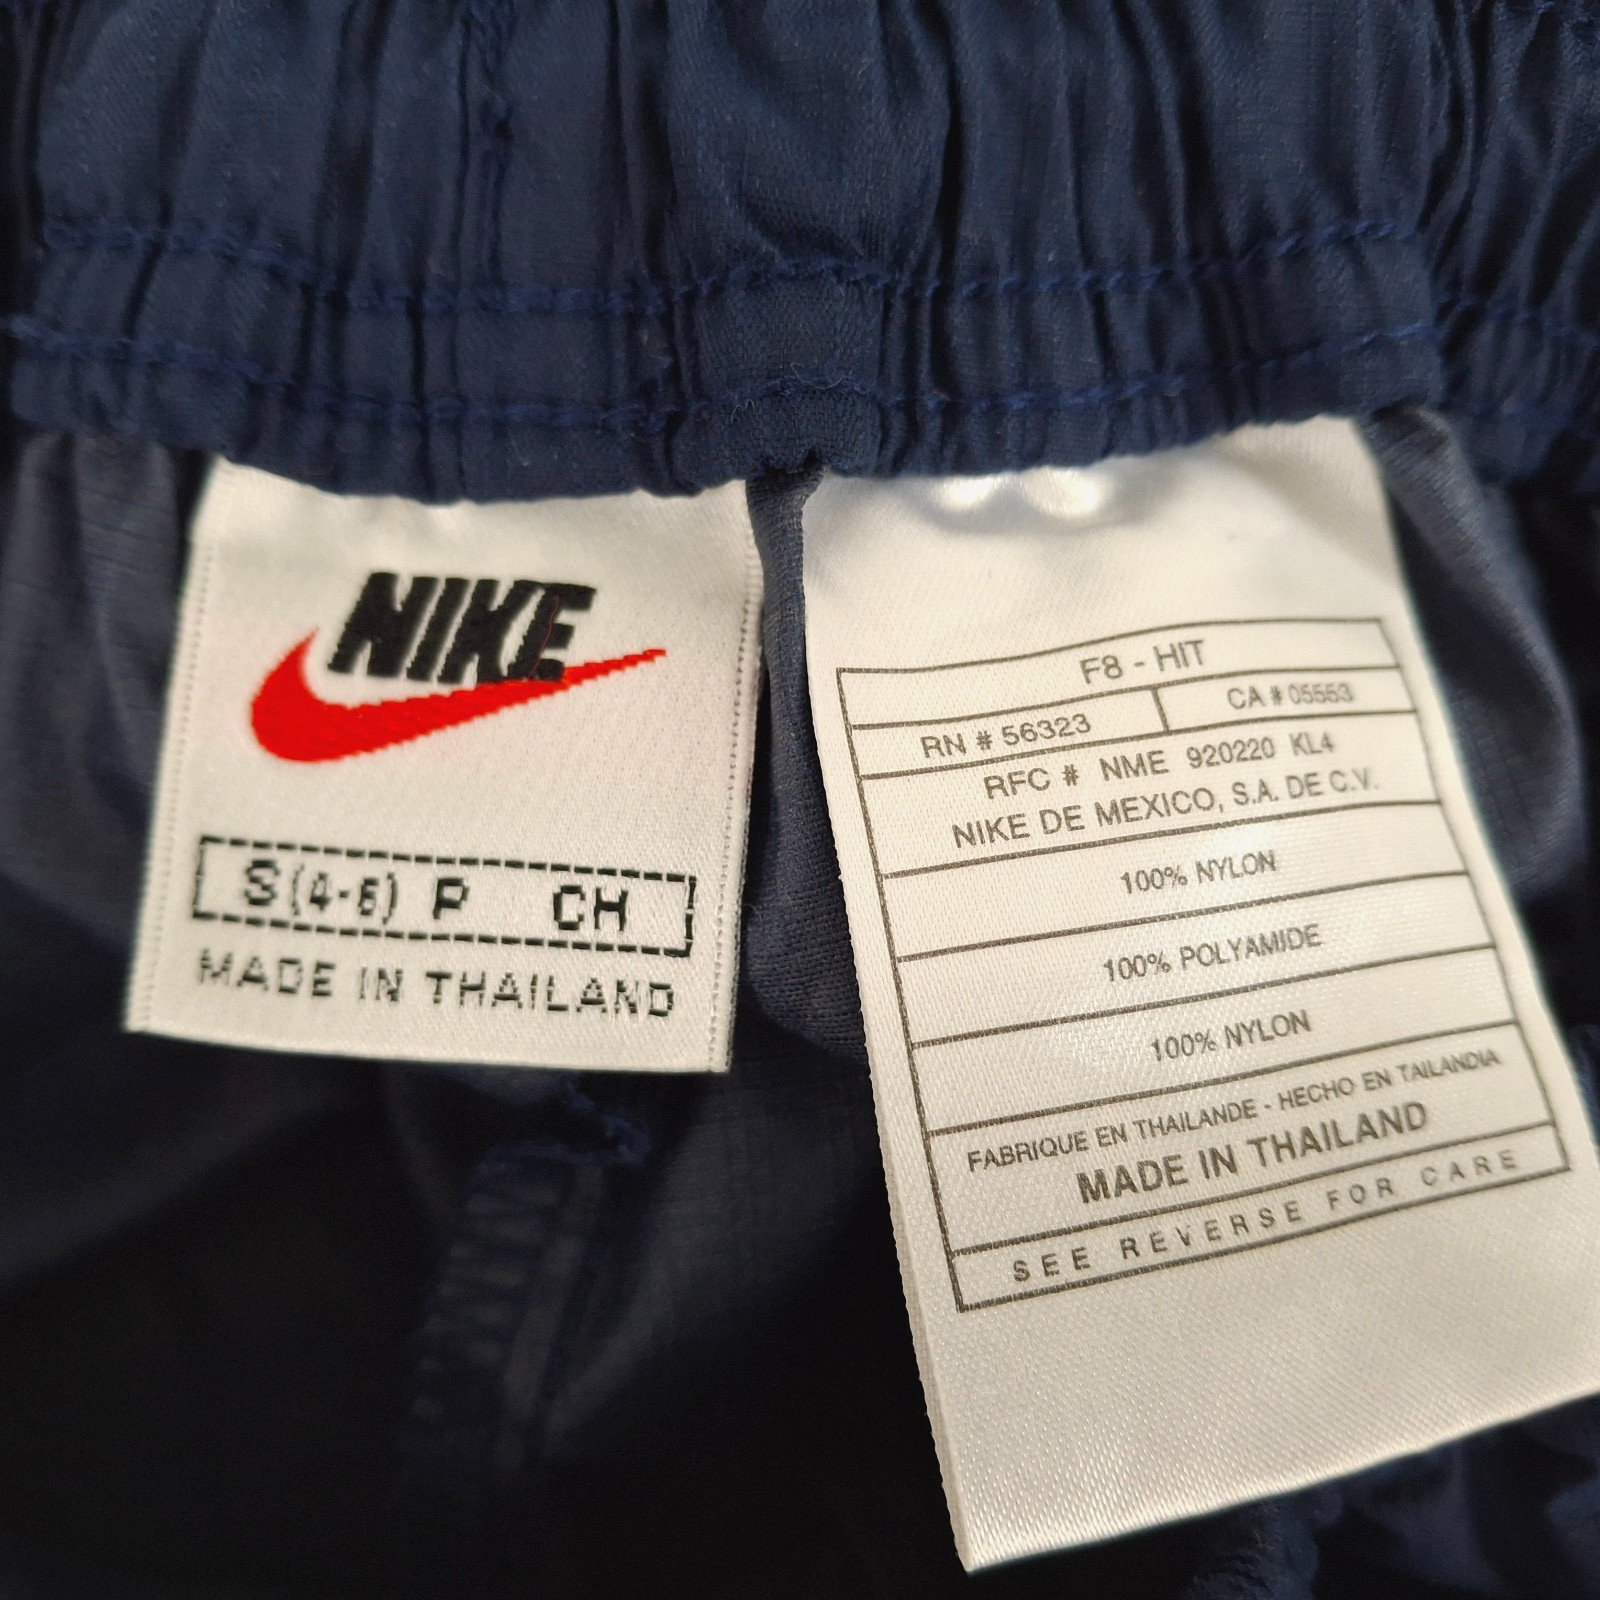 NIKE
S(4-6) P CH
MADE IN THAILAND
F8 - HIT
RN # 56323
CA # 05553
RFC # NME 920220 KL4
NIKE DE MEXICO, S.A. DE C.V.
100% NYLON
100% POLYAMIDE
100% NYLON
FABRIQUE EN THAILANDE - HECHO EN TAILANDIA
MADE IN THAILAND
SEE REVERSE FOR CARE